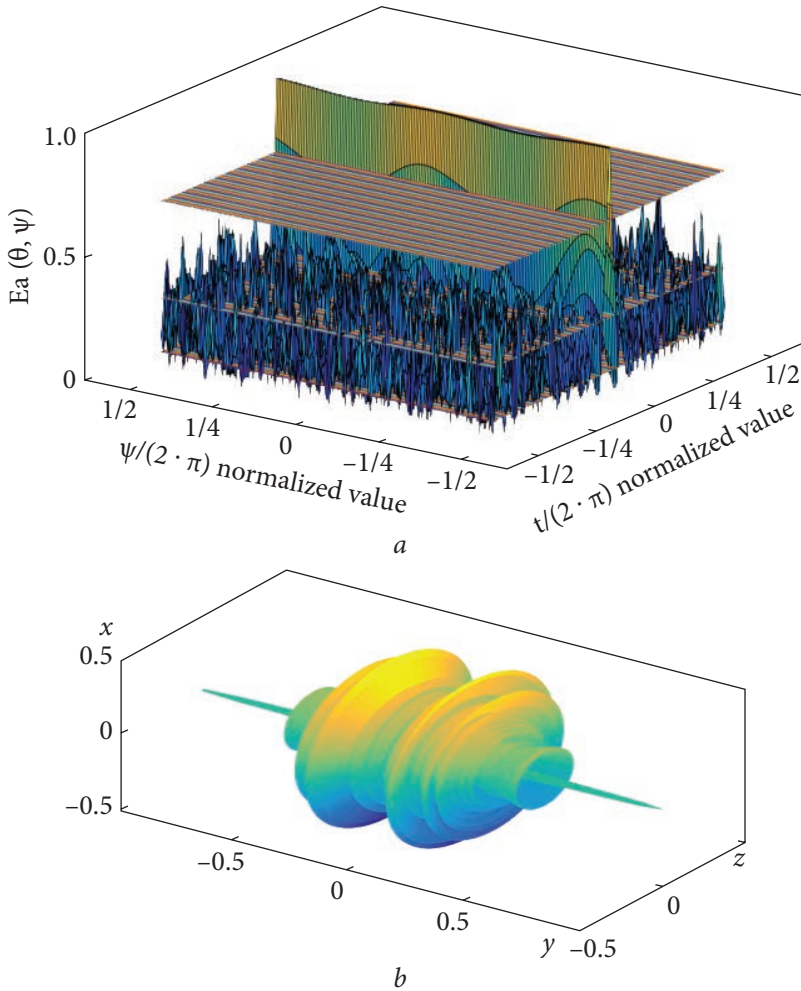 1.0
0.5
0
Ea (θ, ψ)
1/2
1/4
0
−1/4
−1/2
ψ/(2 · π) normalized value
−1/2
−1/4
0
1/4
1/2
t/(2 · π) normalized value
a
x
0.5
0
−0.5
−0.5
0
0.5
y
−0.5
0
z
b